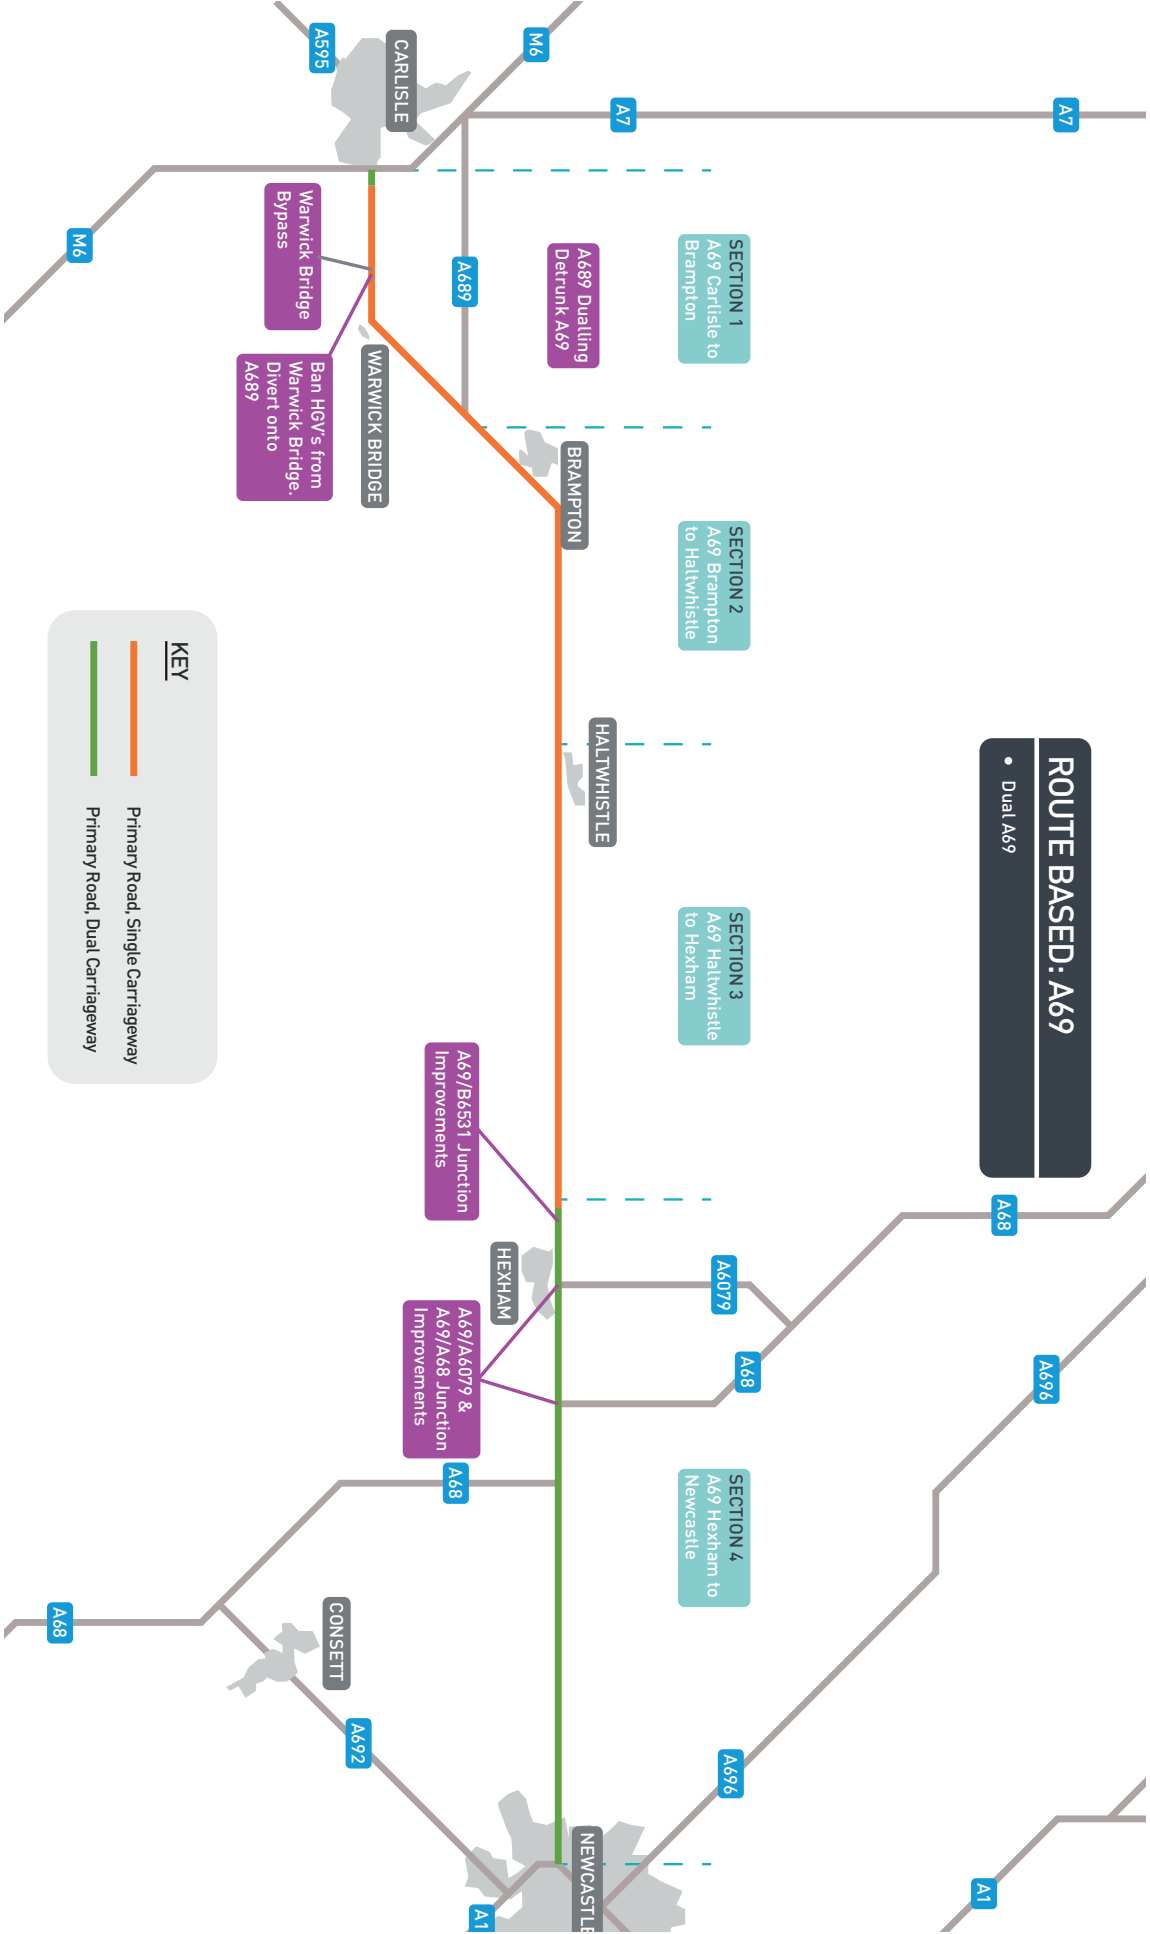 ROUTE BASED: A69
• Dual A69
SECTION 1
A69 Carlisle to
Brampton
SECTION 2
A69 Brampton
to Haltwhistle
SECTION 3
A69 Haltwhistle
to Hexham
SECTION 4
A69 Hexham to
Newcastle
A7
A7
M6
A595
CARLISLE
M6
A689
A689 Dualling
Detrunk A69
Warwick Bridge
Bypass
Ban HGV's from
Warwick Bridge.
Divert onto
A689
WARWICK BRIDGE
BRAMPTON
HALTWHISTLE
A69/B6531 Junction
Improvements
HEXHAM
A69/A6079 &
A69/A68 Junction
Improvements
A68
A6079
A68
A696
A696
A68
A68
CONSETT
A692
NEWCASTLE
A1
A1
KEY
Primary Road, Single Carriageway
Primary Road, Dual Carriageway